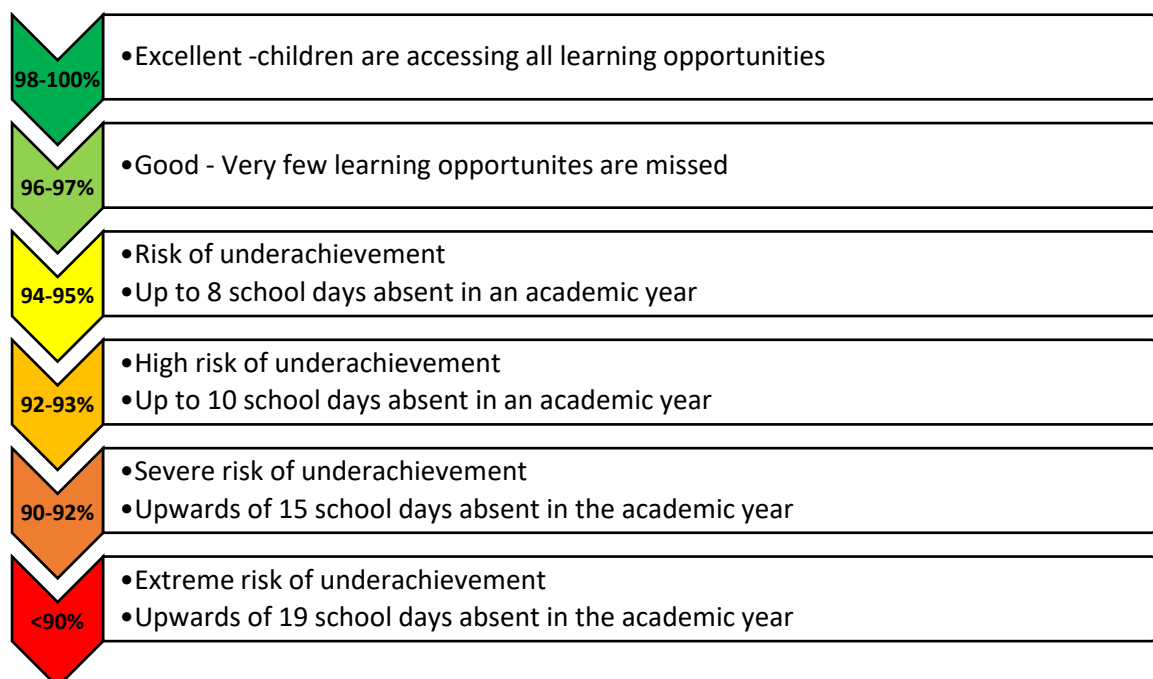 98-100%
•Excellent -children are accessing all learning opportunities
96-97%
•Good - Very few learning opportunites are missed
94-95%
•Risk of underachievement
•Up to 8 school days absent in an academic year
92-93%
•High risk of underachievement
•Up to 10 school days absent in an academic year
90-92%
•Severe risk of underachievement
•Upwards of 15 school days absent in the academic year
<90%
•Extreme risk of underachievement
•Upwards of 19 school days absent in the academic year